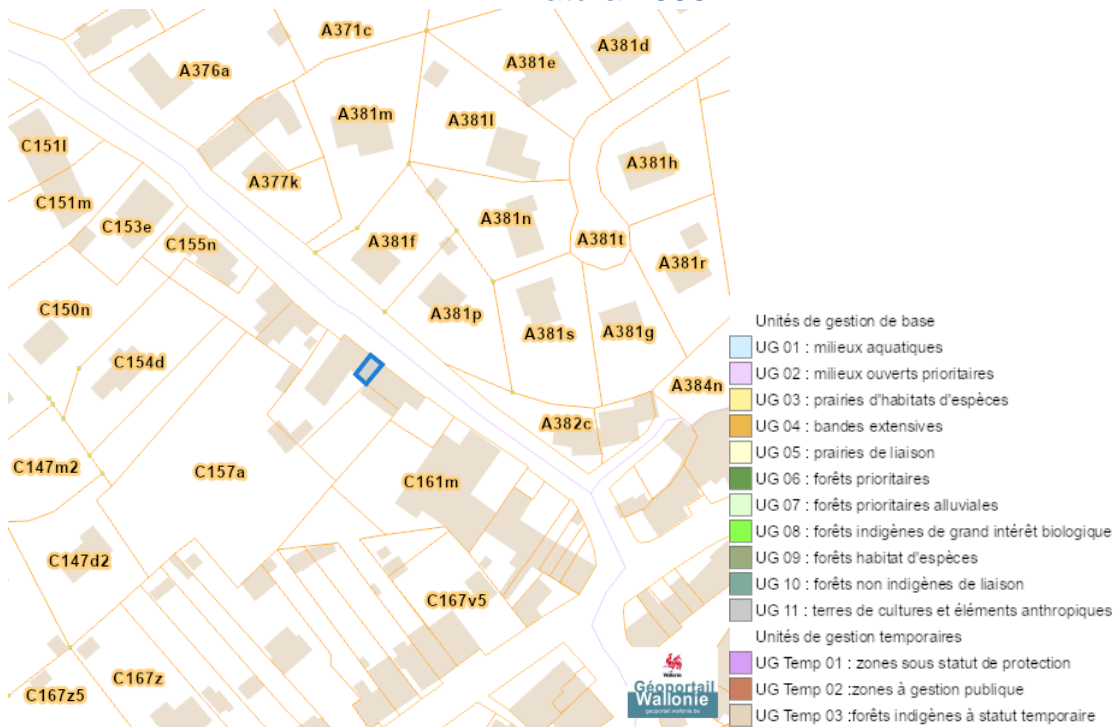 A371c
A381d
A381e
A376a
A381m
A381l
C151l
A381h
A377k
C151m
A381n
C153e
A381f
A381t
C155n
A381r
C150n
A381p
A381s
A381g
C154d
A384n
A382c
C147m2
C157a
C161m
C147d2
C167v5
C167z
C167z5
Unités de gestion de base
UG 01 : milieux aquatiques
UG 02 : milieux ouverts prioritaires
UG 03 : prairies d'habitats d'espèces
UG 04 : bandes extensives
UG 05 : prairies de liaison
UG 06 : forêts prioritaires
UG 07 : forêts prioritaires alluviales
UG 08 : forêts indigènes de grand intérêt biologique
UG 09 : forêts habitat d'espèces
UG 10 : forêts non indigènes de liaison
UG 11 : terres de cultures et éléments anthropiques
Unités de gestion temporaires
UG Temp 01 : zones sous statut de protection
UG Temp 02 :zones à gestion publique
UG Temp 03 :forêts indigènes à statut temporaire
Wallonie
Géoportail
Wallonie
geoportail.wallonie.be